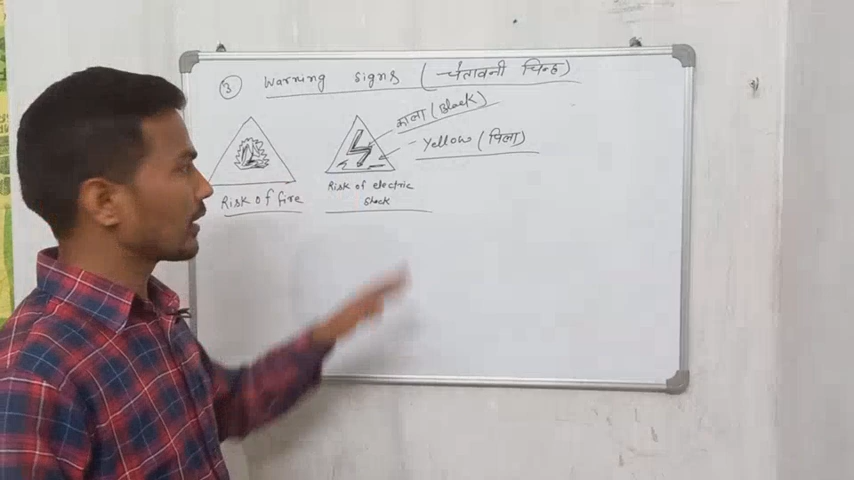 3 Warning Signs (चेतावनी चिन्ह)
काला (Black)
Yellow (पिला)
Risk of fire
Risk of electric
Shock